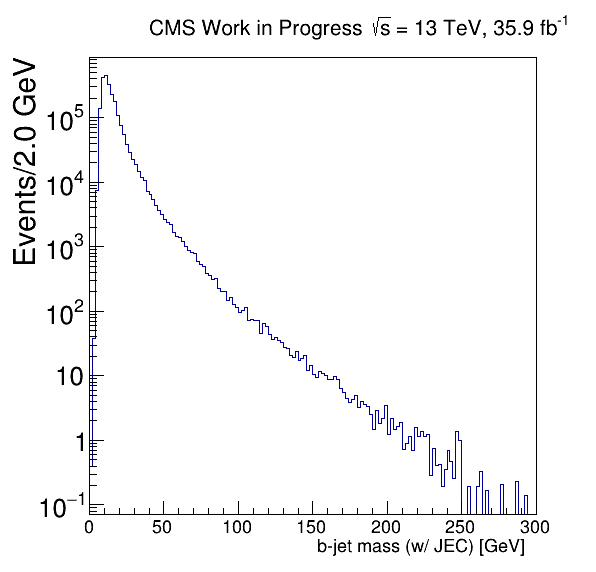 CMS Work in Progress √s = 13 TeV, 35.9 fb⁻¹
Events/2.0 GeV
10⁵
10⁴
10³
10²
10
1
10⁻¹
0 50 100 150 200 250 300
b-jet mass (w/ JEC) [GeV]